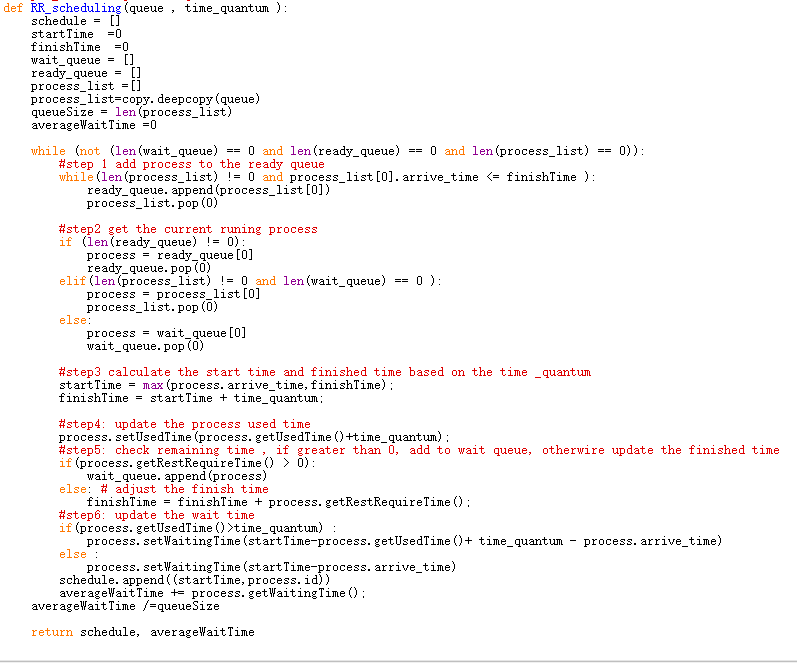 def RR_scheduling(queue , time_quantum ):
    schedule = []
    startTime  =0
    finishTime  =0
    wait_queue = []
    ready_queue = []
    process_list =[]
    process_list=copy.deepcopy(queue)
    queueSize = len(process_list)
    averageWaitTime =0

    while (not (len(wait_queue) == 0 and len(ready_queue) == 0 and len(process_list) == 0)):
        #step 1 add process to the ready queue
        while(len(process_list) != 0 and process_list[0].arrive_time <= finishTime ):
            ready_queue.append(process_list[0])
            process_list.pop(0)

        #step2 get the current runing process
        if (len(ready_queue) != 0):
            process = ready_queue[0]
            ready_queue.pop(0)
        elif(len(process_list) != 0 and len(wait_queue) == 0 ):
            process = process_list[0]
            process_list.pop(0)
        else:
            process = wait_queue[0]
            wait_queue.pop(0)

        #step3 calculate the start time and finished time based on the time _quantum
        startTime = max(process.arrive_time,finishTime);
        finishTime = startTime + time_quantum;

        #step4: update the process used time
        process.setUsedTime(process.getUsedTime()+time_quantum);
        #step5: check remaining time , if greater than 0, add to wait queue, otherwire update the finished time
        if(process.getRestRequireTime() > 0):
            wait_queue.append(process)
        else: # adjust the finish time
            finishTime = finishTime + process.getRestRequireTime();
        #step6: update the wait time
        if(process.getUsedTime()>time_quantum) :
            process.setWaitingTime(startTime-process.getUsedTime()+ time_quantum - process.arrive_time)
        else :
            process.setWaitingTime(startTime-process.arrive_time)
        schedule.append((startTime,process.id))
        averageWaitTime += process.getWaitingTime();
    averageWaitTime /=queueSize

    return schedule, averageWaitTime